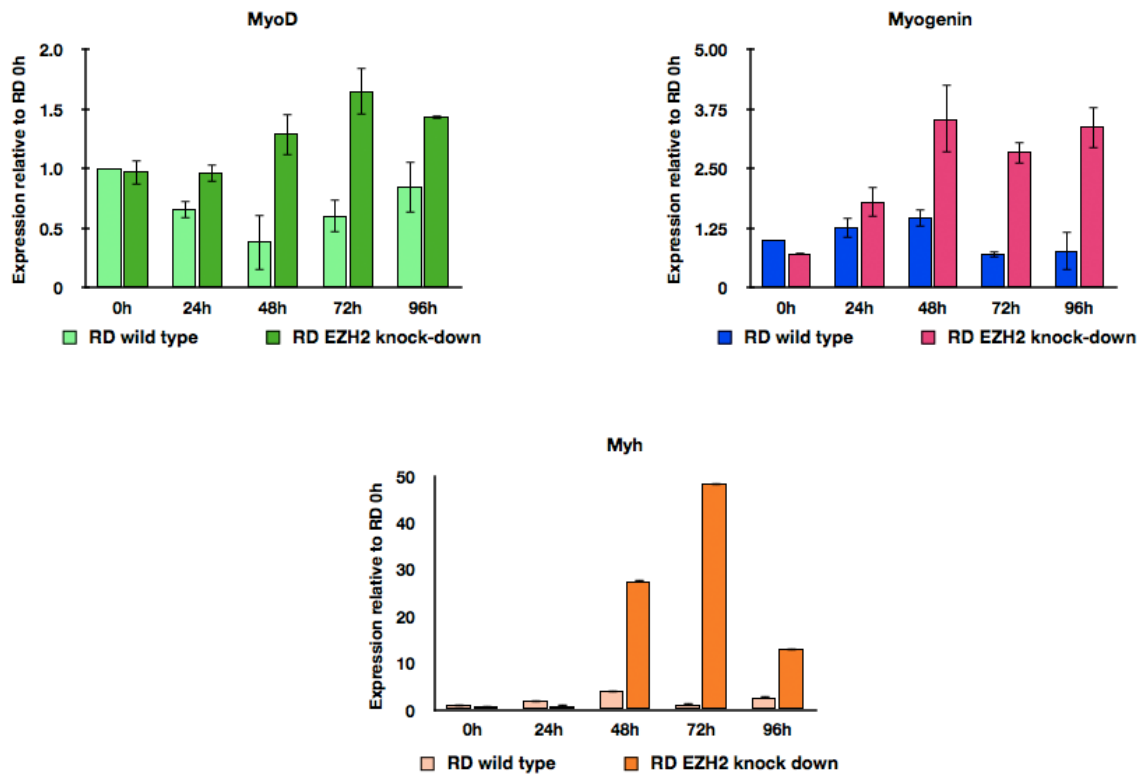 MyoD
Expression relative to RD 0h
2.0
1.5
1.0
0.5
0
0h 24h 48h 72h 96h
RD wild type RD EZH2 knock-down
Myogenin
Expression relative to RD 0h
5.00
3.75
2.50
1.25
0
0h 24h 48h 72h 96h
RD wild type RD EZH2 knock-down
Myh
Expression relative to RD 0h
50
40
30
20
10
0
0h 24h 48h 72h 96h
RD wild type RD EZH2 knock down